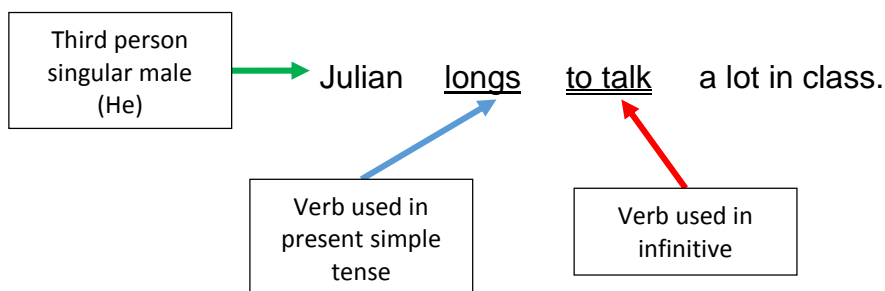 Third person
singular male
(He)
Julian longs to talk a lot in class.
Verb used in
present simple
tense
Verb used in
infinitive